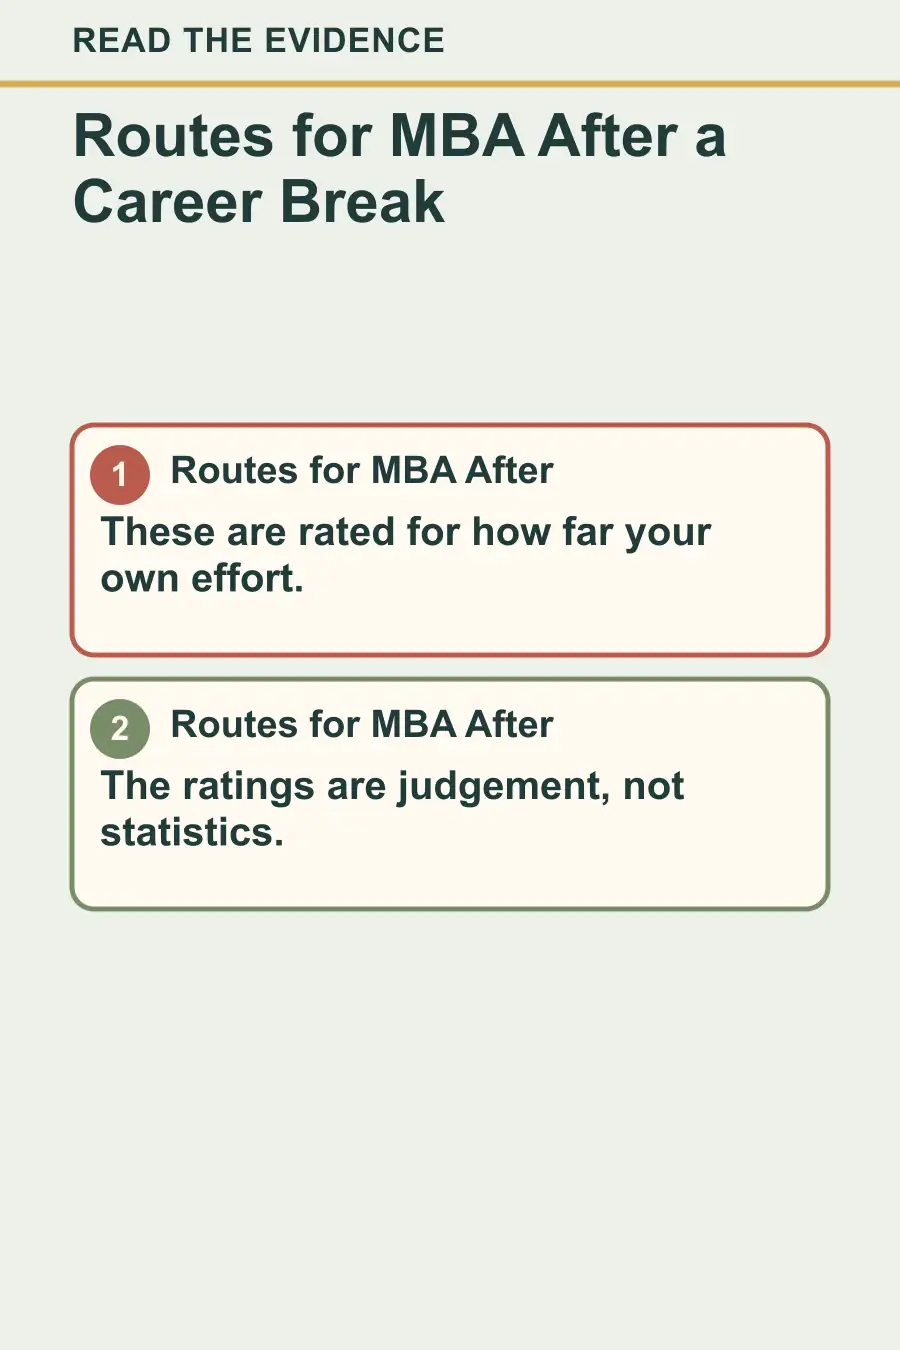 READ THE EVIDENCE
Routes for MBA After a
Career Break
1 Routes for MBA After
These are rated for how far your
own effort.
2 Routes for MBA After
The ratings are judgement, not
statistics.